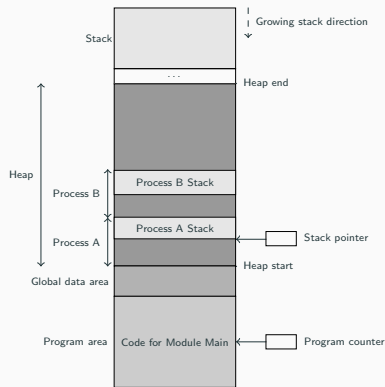 Growing stack direction
Stack
...
Heap end
Heap
Process B Stack
Process B
Process A Stack
Stack pointer
Process A
Heap start
Global data area
Program area
Code for Module Main
Program counter